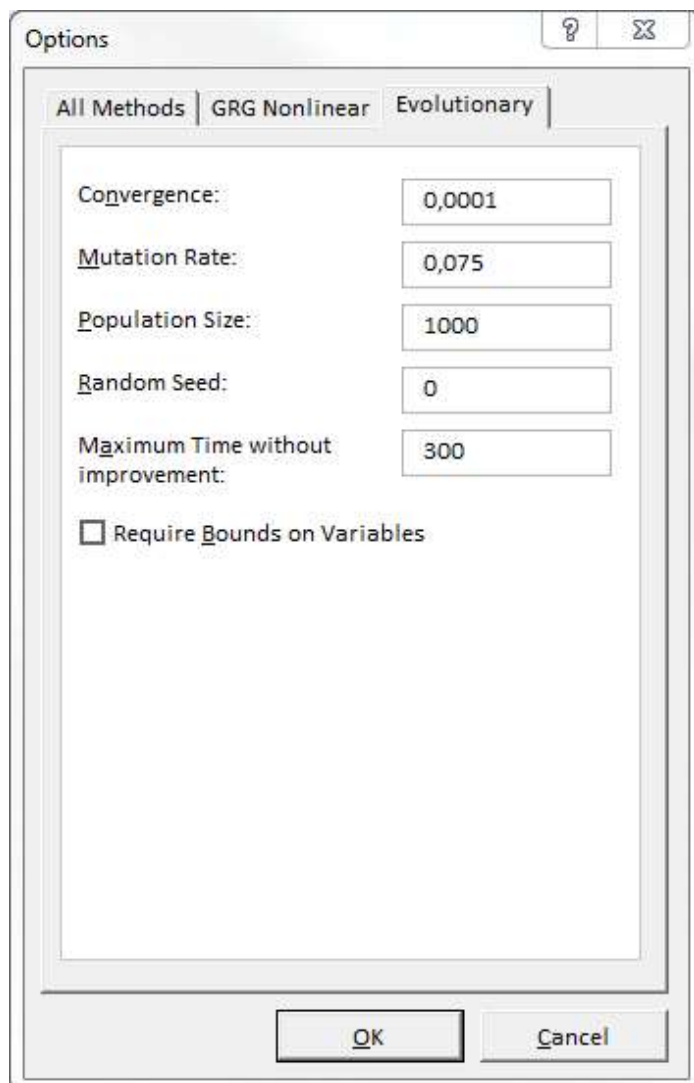 Options
All Methods
GRG Nonlinear
Evolutionary
Convergence:
0,0001
Mutation Rate:
0,075
Population Size:
1000
Random Seed:
0
Maximum Time without
improvement:
300
Require Bounds on Variables
OK
Cancel